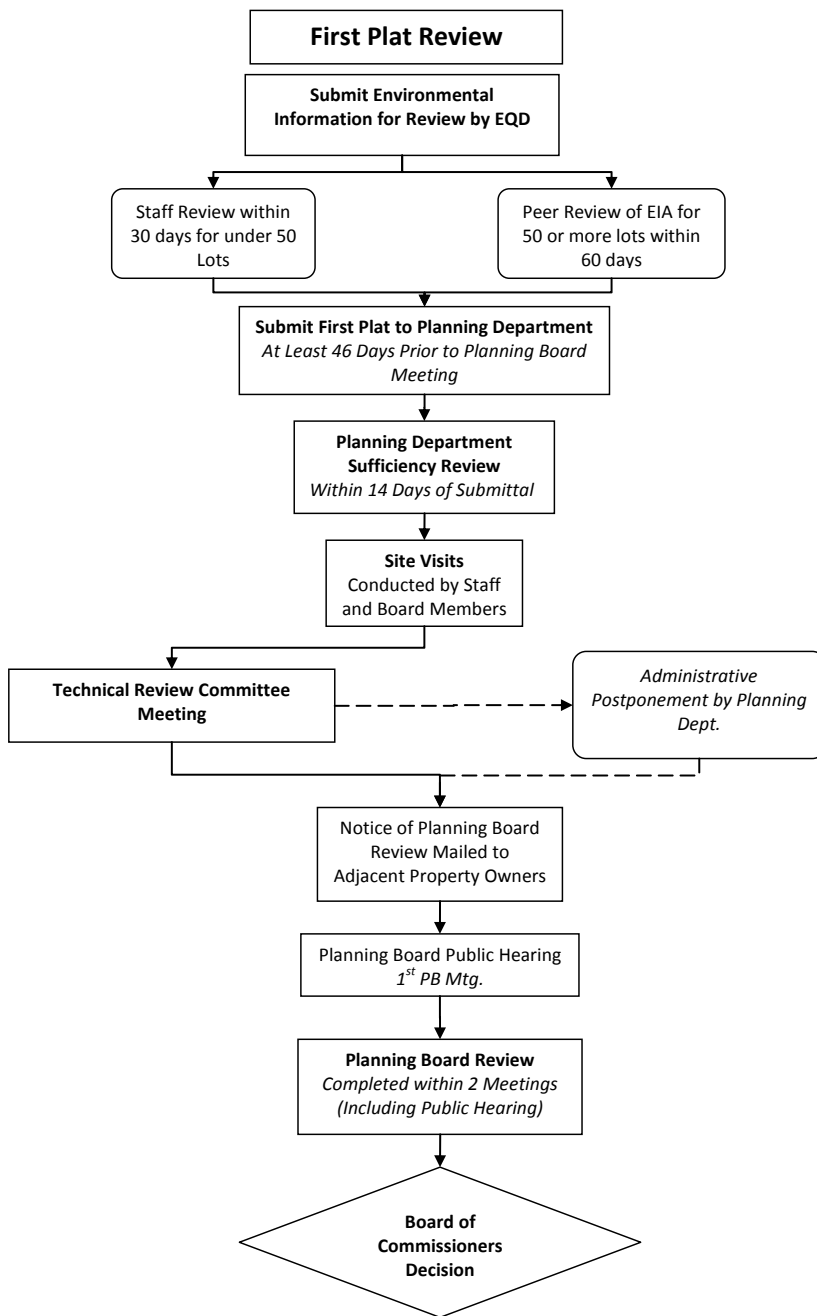 First Plat Review
Submit Environmental
Information for Review by EQD
Staff Review within
30 days for under 50
Lots
Peer Review of EIA for
50 or more lots within
60 days
Submit First Plat to Planning Department
At Least 46 Days Prior to Planning Board
Meeting
Planning Department
Sufficiency Review
Within 14 Days of Submittal
Site Visits
Conducted by Staff
and Board Members
Technical Review Committee
Meeting
Administrative
Postponement by Planning
Dept.
Notice of Planning Board
Review Mailed to
Adjacent Property Owners
Planning Board Public Hearing
1st PB Mtg.
Planning Board Review
Completed within 2 Meetings
(Including Public Hearing)
Board of
Commissioners
Decision